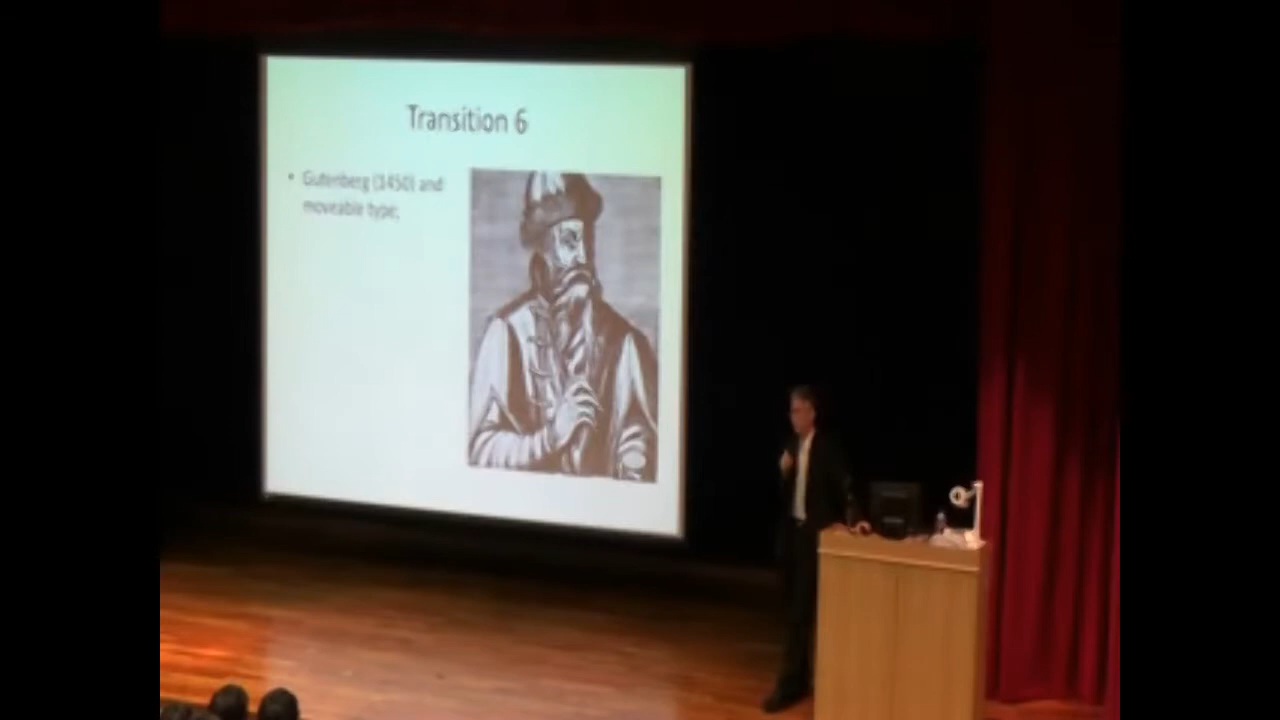 Transition 6
• Gutenberg (1450) and
moveable type;